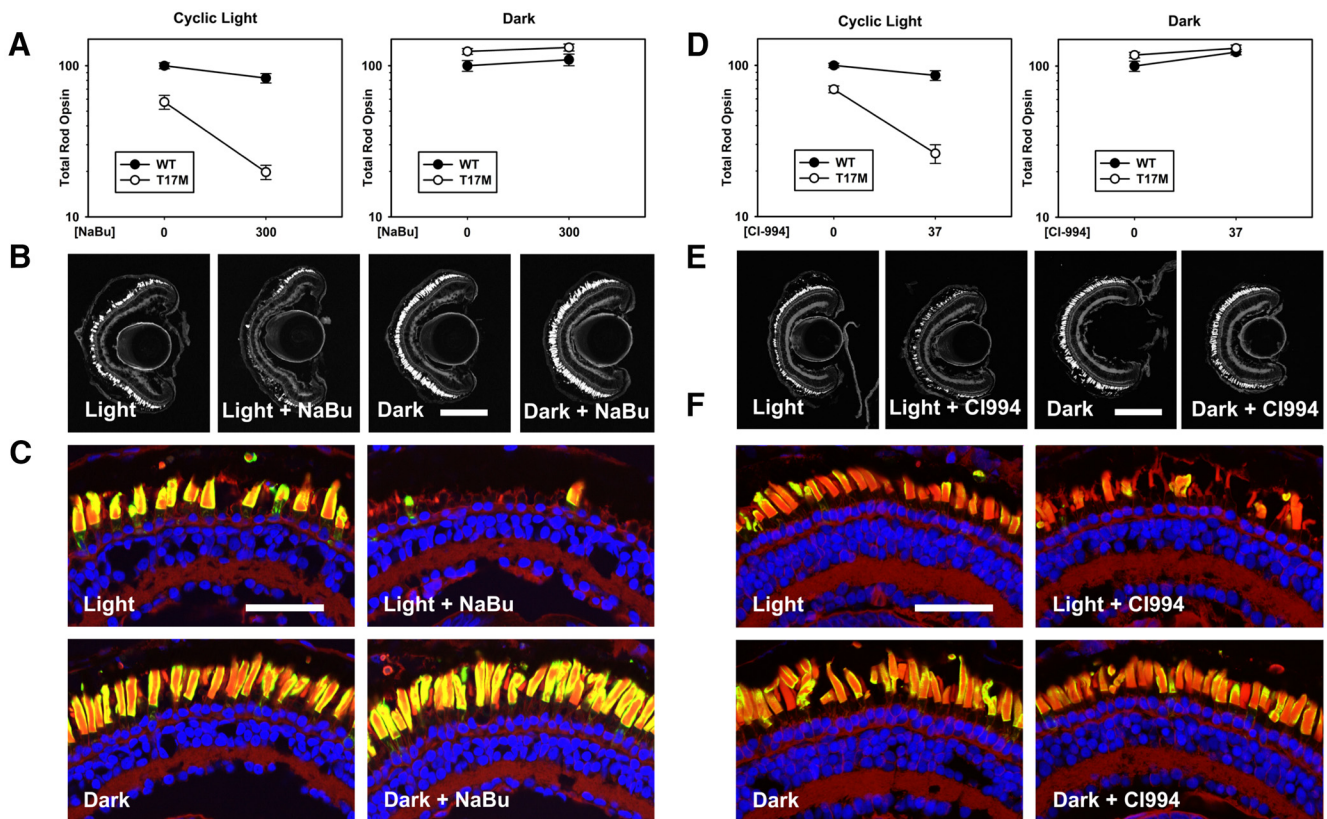 A
Cyclic Light
Dark
Total Rod Opsin
100
10
WT
T17M
[NaBu]
0
300
Total Rod Opsin
100
10
WT
T17M
[NaBu]
0
300
B
Light
Light + NaBu
Dark
Dark + NaBu
C
Light
Light + NaBu
Dark
Dark + NaBu
D
Cyclic Light
Dark
Total Rod Opsin
100
10
WT
T17M
[CI-994]
0
37
Total Rod Opsin
100
10
WT
T17M
[CI-994]
0
37
E
Light
Light + CI994
Dark
Dark + CI994
F
Light
Light + CI994
Dark
Dark + CI994